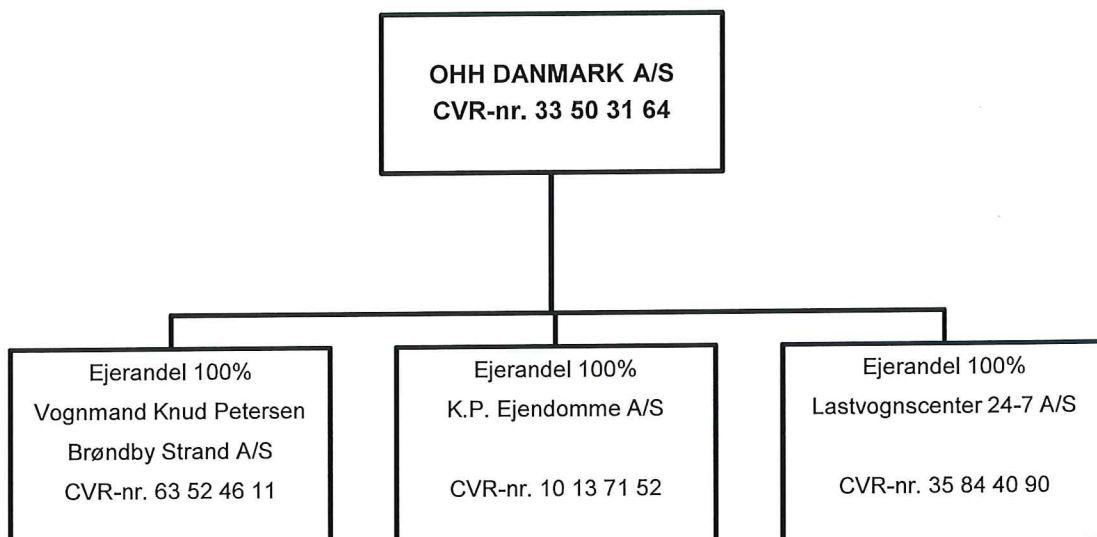 OHH DANMARK A/S
CVR-nr. 33 50 31 64
Ejerandel 100%
Vognmand Knud Petersen
Brøndby Strand A/S
CVR-nr. 63 52 46 11
Ejerandel 100%
K.P. Ejendomme A/S
CVR-nr. 10 13 71 52
Ejerandel 100%
Lastvognscenter 24-7 A/S
CVR-nr. 35 84 40 90